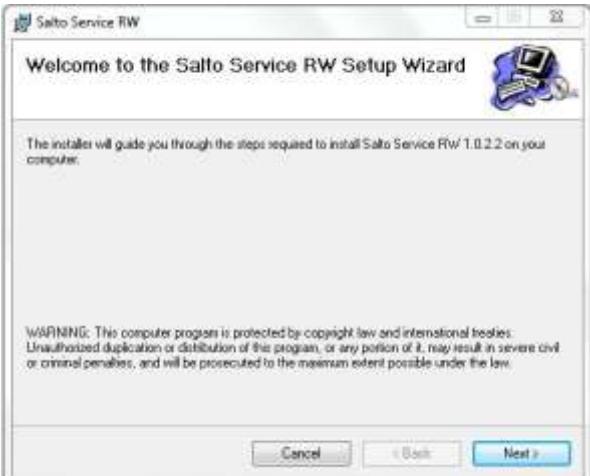 Salto Service RW
Welcome to the Salto Service RW Setup Wizard
The installer will guide you through the steps required to install Salto Service RW 1.0.2.2 on your
computer.
WARNING: This computer program is protected by copyright law and international treaties.
Unauthorized duplication or distribution of this program, or any portion of it, may result in severe civil
or criminal penalties, and will be prosecuted to the maximum extent possible under the law.
Cancel < Back Next >